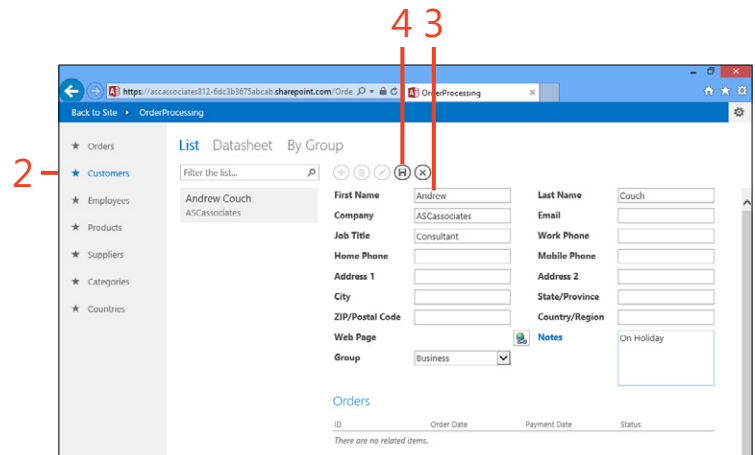 4 3
https://ascassociates812-6dc3b3675abcab.sharepoint.com/Orde
OrderProcessing
Back to Site
OrderProcessing
2
Orders
Customers
Employees
Products
Suppliers
Categories
Countries
List Datasheet By Group
Filter the list...
Andrew Couch
ASCassociates
First Name Andrew Last Name Couch
Company ASCassociates Email
Job Title Consultant Work Phone
Home Phone Mobile Phone
Address 1 Address 2
City State/Province
ZIP/Postal Code Country/Region
Web Page Notes On Holiday
Group Business
Orders
ID Order Date Payment Date Status
There are no related items.